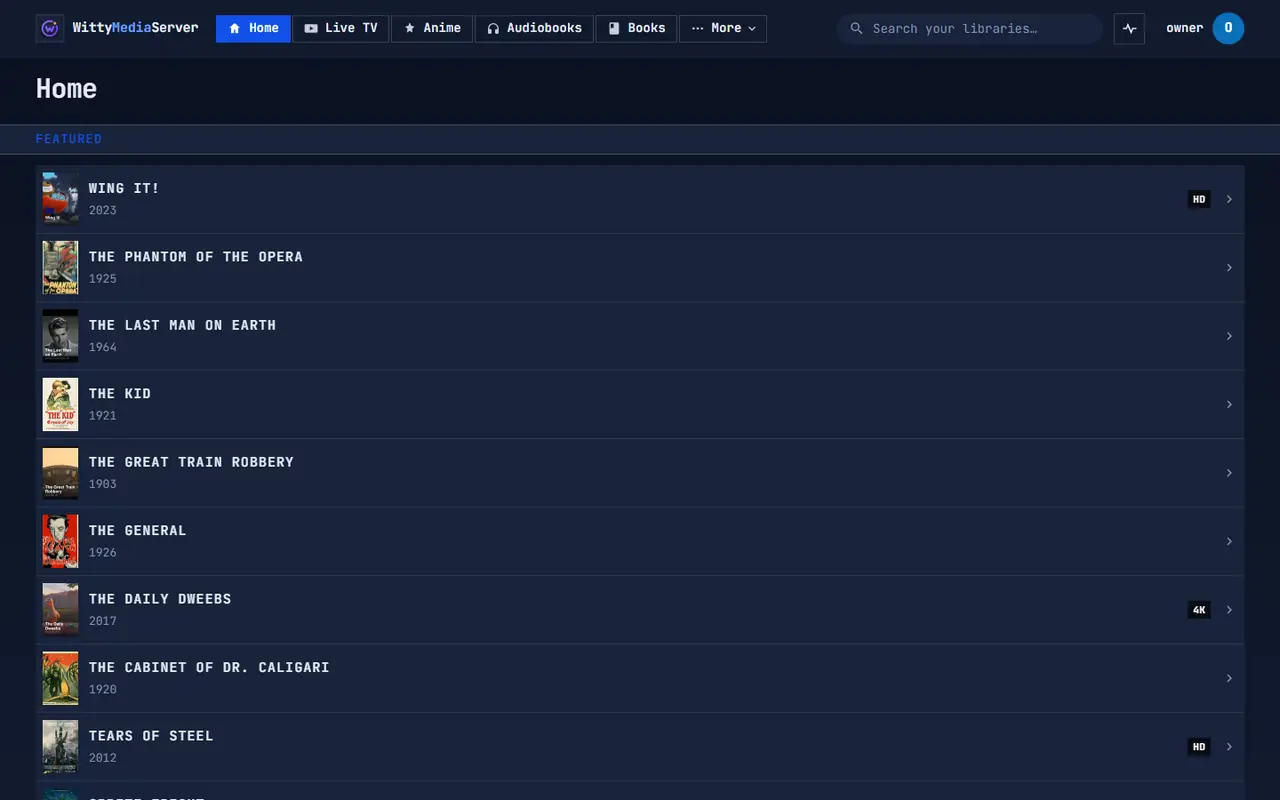 WittyMediaServer
Home
Live TV
Anime
Audiobooks
Books
More
Search your libraries…
owner
O
Home
FEATURED
WING IT!
2023
HD
THE PHANTOM OF THE OPERA
1925
THE LAST MAN ON EARTH
1964
THE KID
1921
THE GREAT TRAIN ROBBERY
1903
THE GENERAL
1926
THE DAILY DWEEBS
2017
4K
THE CABINET OF DR. CALIGARI
1920
TEARS OF STEEL
2012
HD